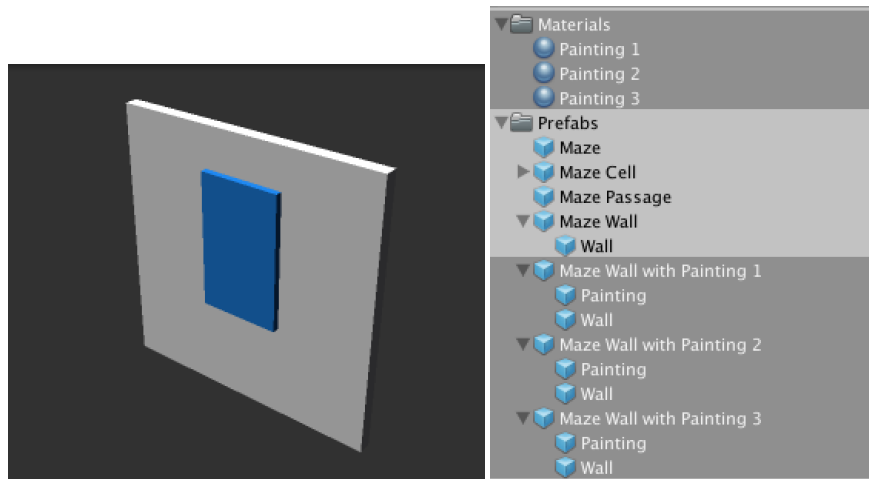 Materials
Painting 1
Painting 2
Painting 3
Prefabs
Maze
Maze Cell
Maze Passage
Maze Wall
Wall
Maze Wall with Painting 1
Painting
Wall
Maze Wall with Painting 2
Painting
Wall
Maze Wall with Painting 3
Painting
Wall